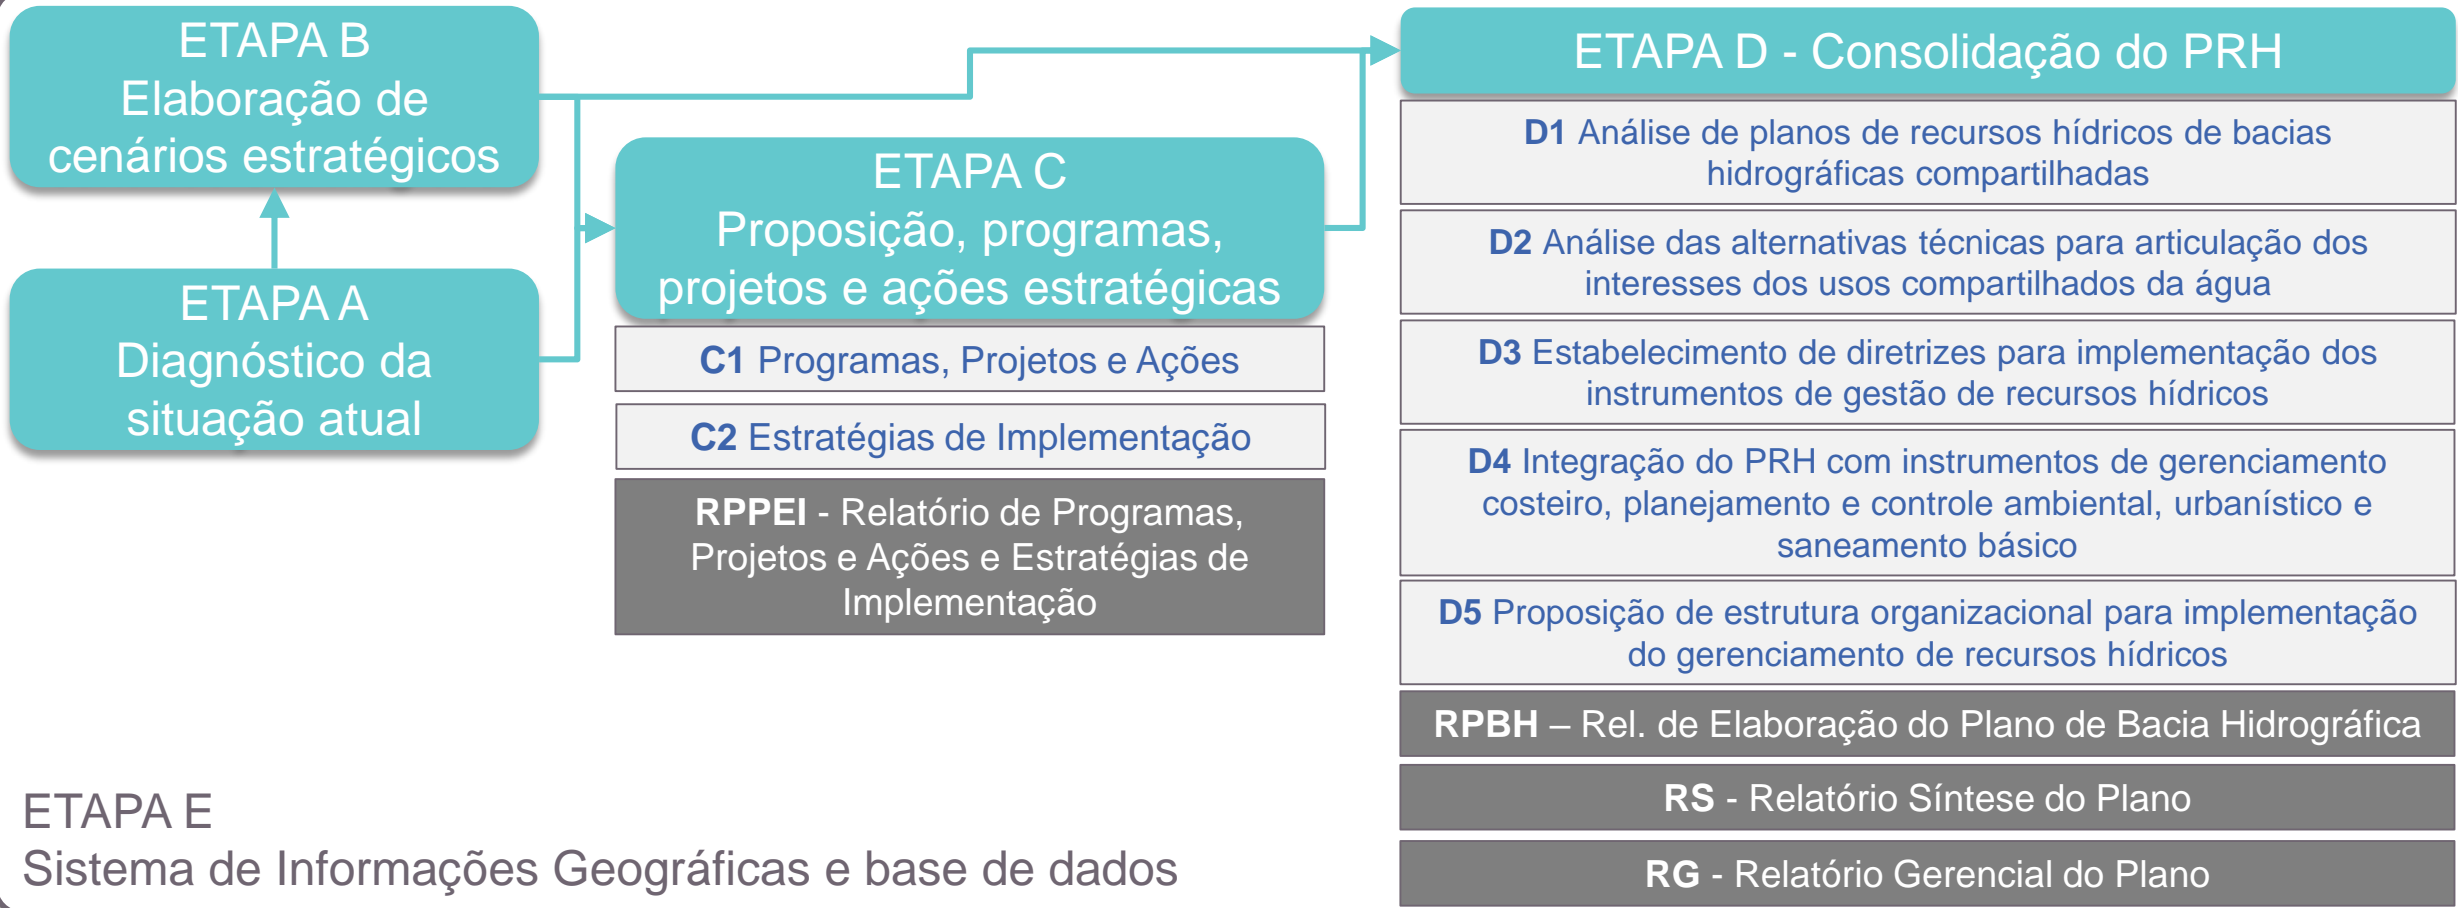 ETAPA B
Elaboração de
cenários estratégicos
ETAPA A
Diagnóstico da
situação atual
ETAPA C
Proposição, programas,
projetos e ações estratégicas
C1 Programas, Projetos e Ações
C2 Estratégias de Implementação
RPPEI - Relatório de Programas,
Projetos e Ações e Estratégias de
Implementação
ETAPA D - Consolidação do PRH
D1 Análise de planos de recursos hídricos de bacias
hidrográficas compartilhadas
D2 Análise das alternativas técnicas para articulação dos
interesses dos usos compartilhados da água
D3 Estabelecimento de diretrizes para implementação dos
instrumentos de gestão de recursos hídricos
D4 Integração do PRH com instrumentos de gerenciamento
costeiro, planejamento e controle ambiental, urbanístico e
saneamento básico
D5 Proposição de estrutura organizacional para implementação
do gerenciamento de recursos hídricos
RPBH – Rel. de Elaboração do Plano de Bacia Hidrográfica
RS - Relatório Síntese do Plano
RG - Relatório Gerencial do Plano
ETAPA E
Sistema de Informações Geográficas e base de dados